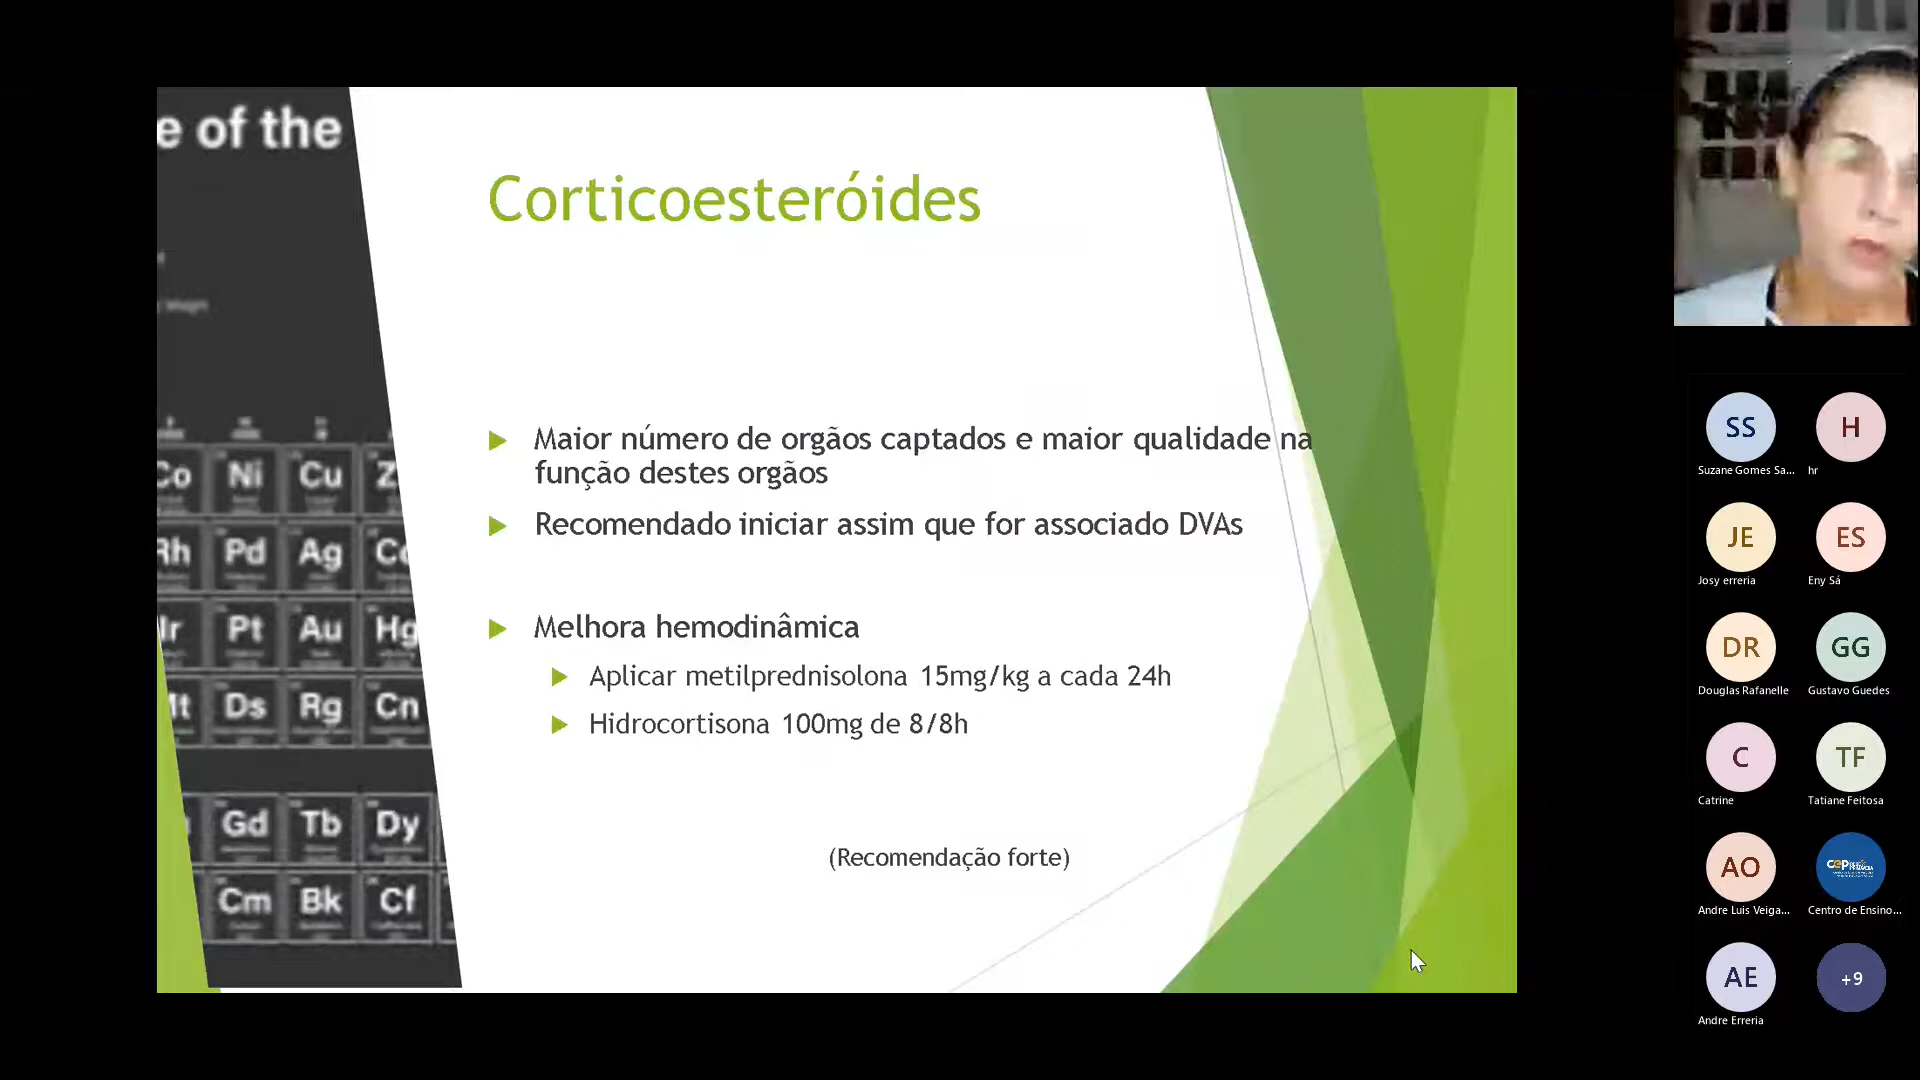 e of the
Corticoesteróides
Maior número de orgãos captados e maior qualidade na
função destes orgãos
Recomendado iniciar assim que for associado DVAs
Melhora hemodinâmica
Aplicar metilprednisolona 15mg/kg a cada 24h
Hidrocortisona 100mg de 8/8h
(Recomendação forte)
Co Ni Cu Z
Rh Pd Ag Cd
Ir Pt Au Hg
Mt Ds Rg Cn
Gd Tb Dy
Cm Bk Cf
SS H
Suzane Gomes Sa... hr
JE ES
Josy erreria Eny Sá
DR GG
Douglas Rafanelle Gustavo Guedes
C TF
Catrine Tatiane Feitosa
AO CEP
Andre Luis Veiga... Centro de Ensino...
AE +9
Andre Erreria